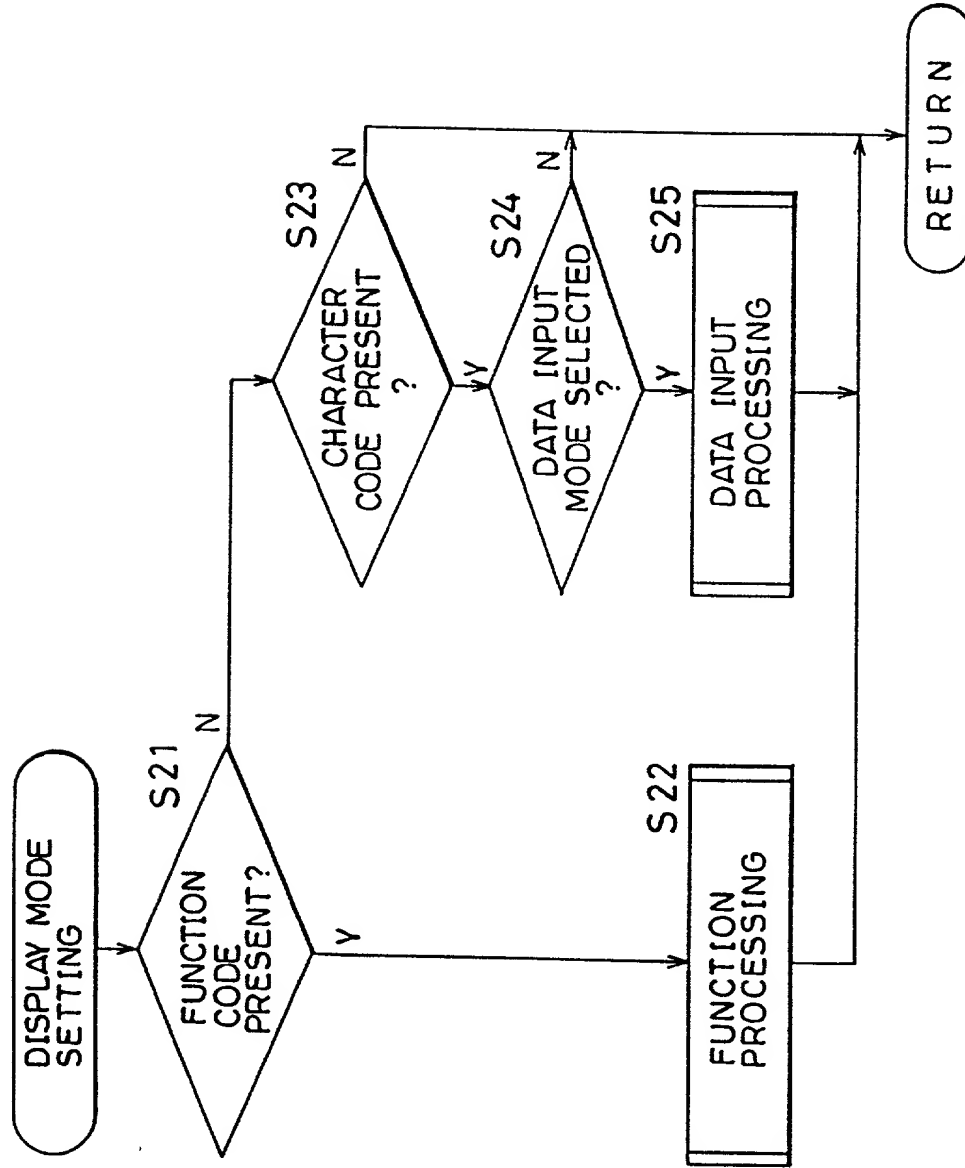 DISPLAY MODE
SETTING
S21
FUNCTION
CODE
PRESENT?
N
Y
S22
FUNCTION
PROCESSING
S23
CHARACTER
CODE PRESENT
?
N
Y
S24
DATA INPUT
MODE SELECTED
?
N
Y
S25
DATA INPUT
PROCESSING
RETURN